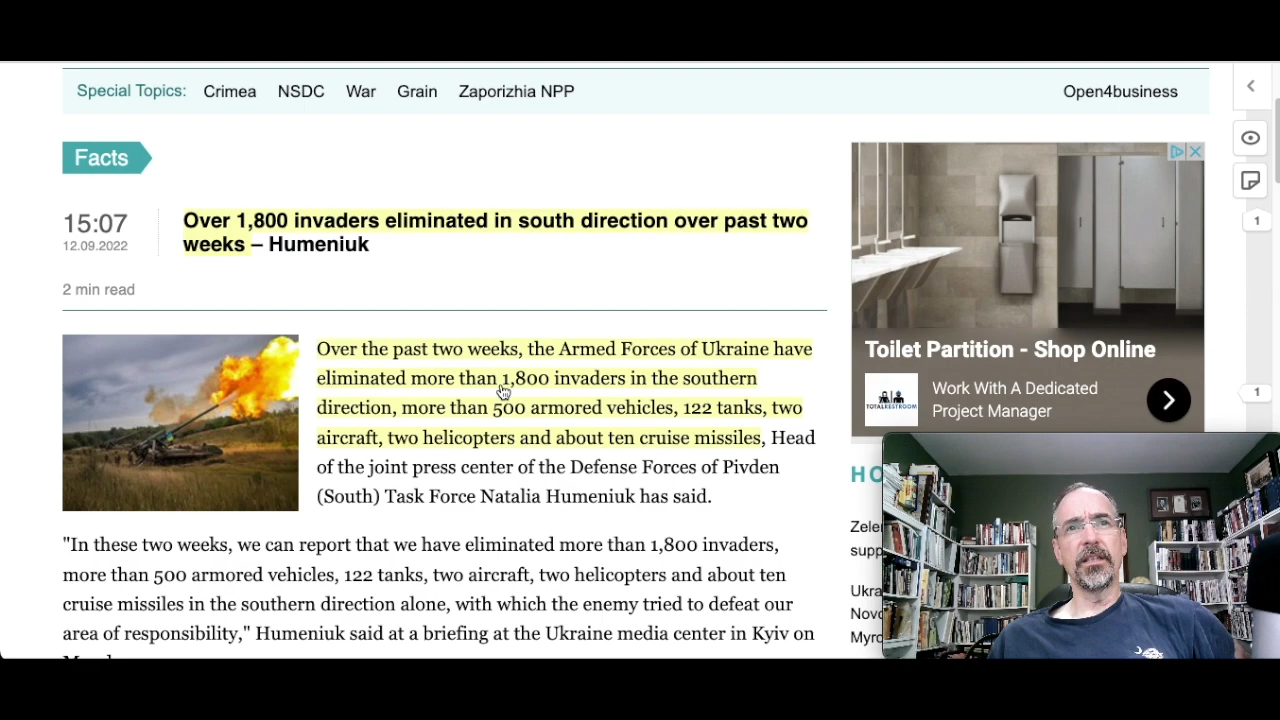 Special Topics: Crimea NSDC War Grain Zaporizhia NPP Open4business
Facts
15:07
12.09.2022
Over 1,800 invaders eliminated in south direction over past two
weeks – Humeniuk
2 min read
Over the past two weeks, the Armed Forces of Ukraine have
eliminated more than 1,800 invaders in the southern
direction, more than 500 armored vehicles, 122 tanks, two
aircraft, two helicopters and about ten cruise missiles, Head
of the joint press center of the Defense Forces of Pivden
(South) Task Force Natalia Humeniuk has said.
"In these two weeks, we can report that we have eliminated more than 1,800 invaders,
more than 500 armored vehicles, 122 tanks, two aircraft, two helicopters and about ten
cruise missiles in the southern direction alone, with which the enemy tried to defeat our
area of responsibility," Humeniuk said at a briefing at the Ukraine media center in Kyiv on
Toilet Partition - Shop Online
TOTALRESTROOM
Work With A Dedicated
Project Manager
HO
Zele
supp
Ukra
Novo
Myro
1
1